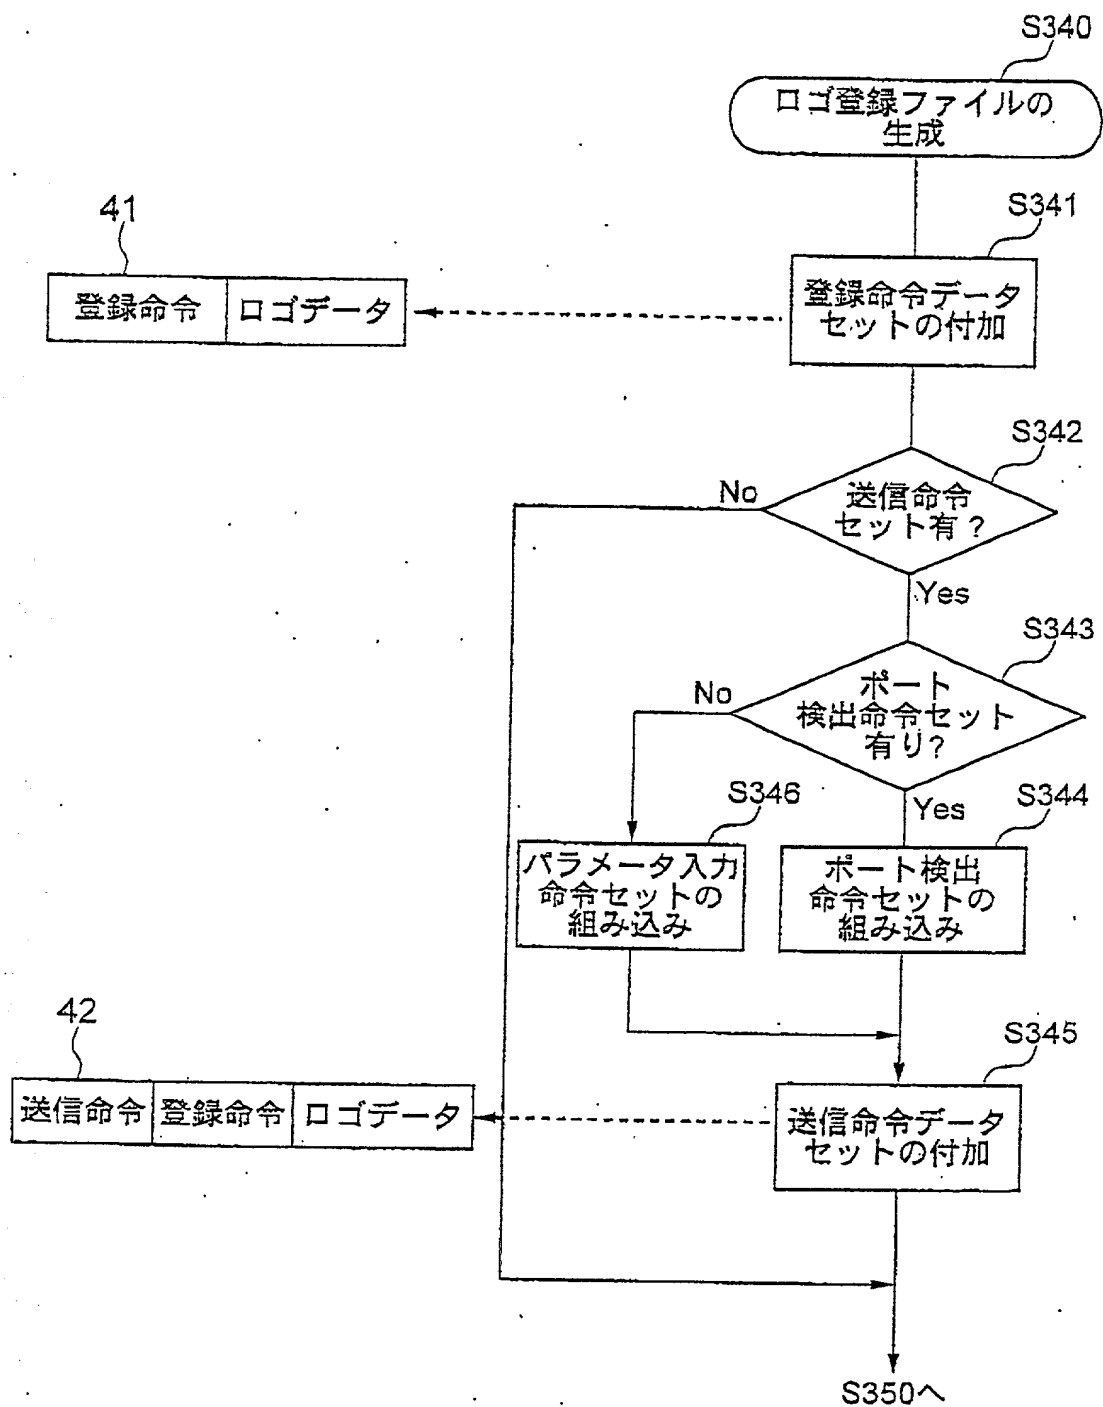 S340
ロゴ登録ファイルの
生成
S341
41
登録命令
ロゴデータ
登録命令データ
セットの付加
S342
送信命令
セット有?
No
Yes
S343
ポート
検出命令セット
有り?
No
Yes
S346
S344
パラメータ入力
命令セットの
組み込み
ポート検出
命令セットの
組み込み
42
S345
送信命令
登録命令
ロゴデータ
送信命令データ
セットの付加
S350へ